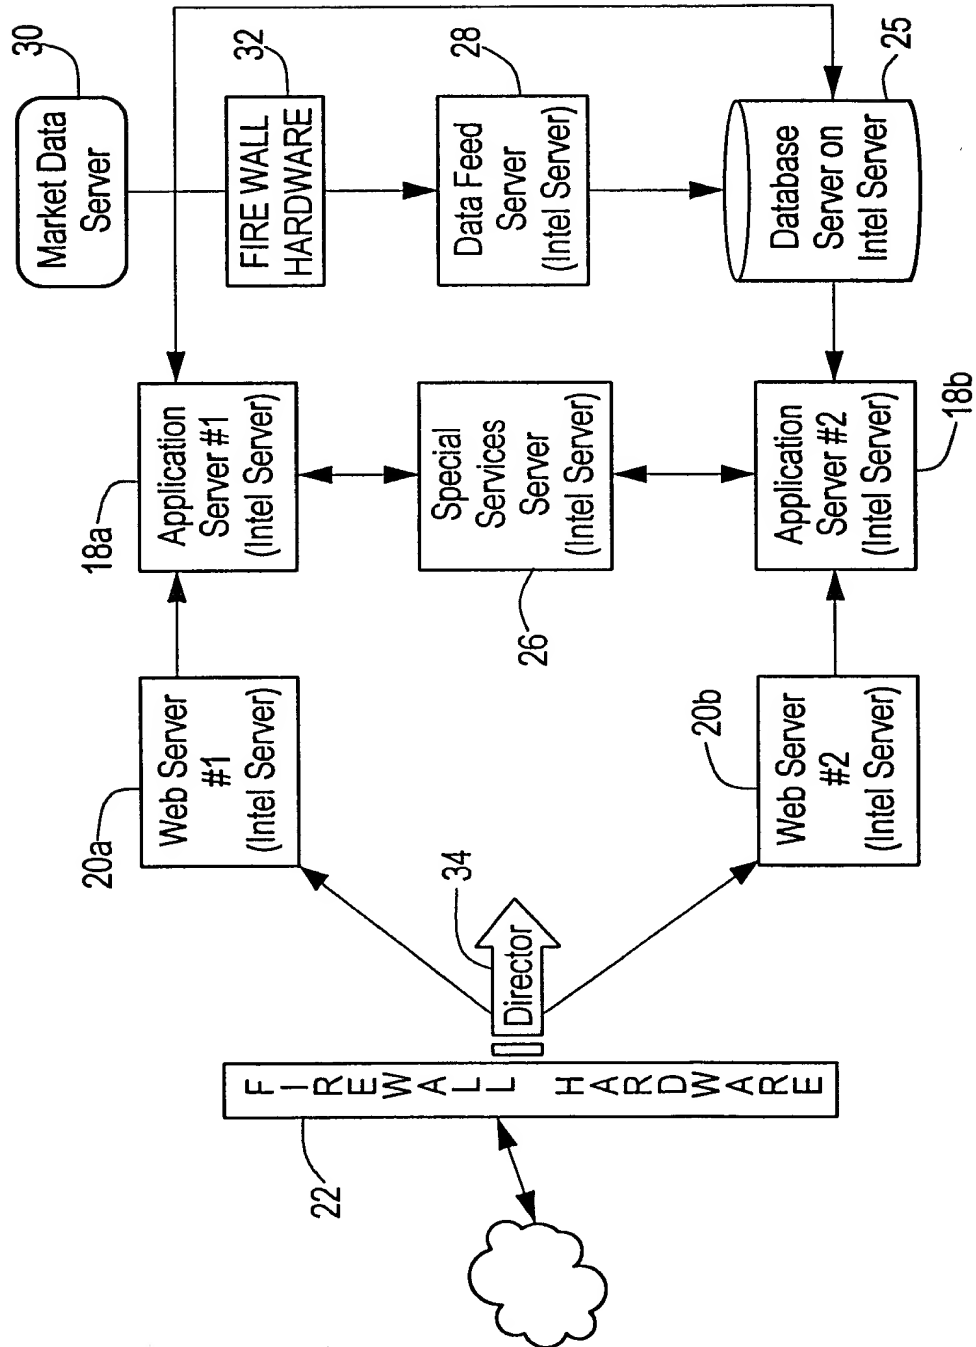 22
FIREWALL HARDWARE
34
Director
20a
Web Server
#1
(Intel Server)
20b
Web Server
#2
(Intel Server)
18a
Application
Server #1
(Intel Server)
26
Special
Services
Server
(Intel Server)
Application
Server #2
(Intel Server)
18b
30
Market Data
Server
32
FIRE WALL
HARDWARE
28
Data Feed
Server
(Intel Server)
25
Database
Server on
Intel Server